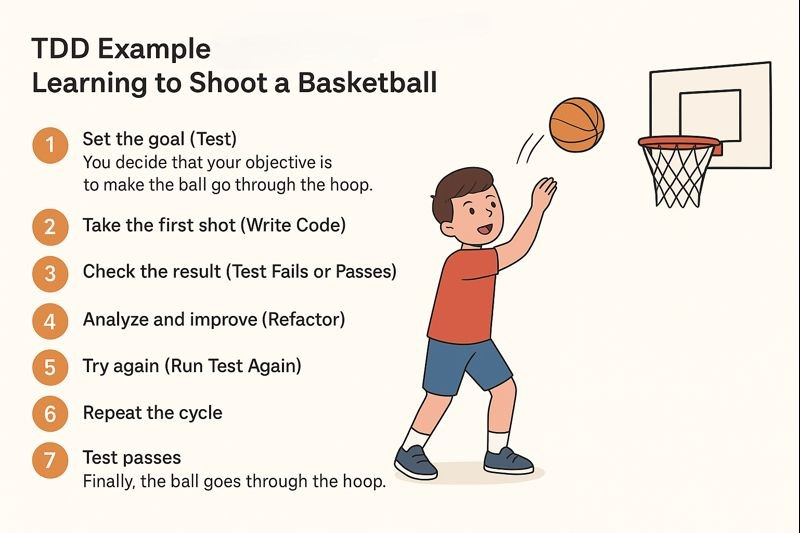 TDD Example
Learning to Shoot a Basketball
1 Set the goal (Test)
You decide that your objective is
to make the ball go through the hoop.
2 Take the first shot (Write Code)
3 Check the result (Test Fails or Passes)
4 Analyze and improve (Refactor)
5 Try again (Run Test Again)
6 Repeat the cycle
7 Test passes
Finally, the ball goes through the hoop.